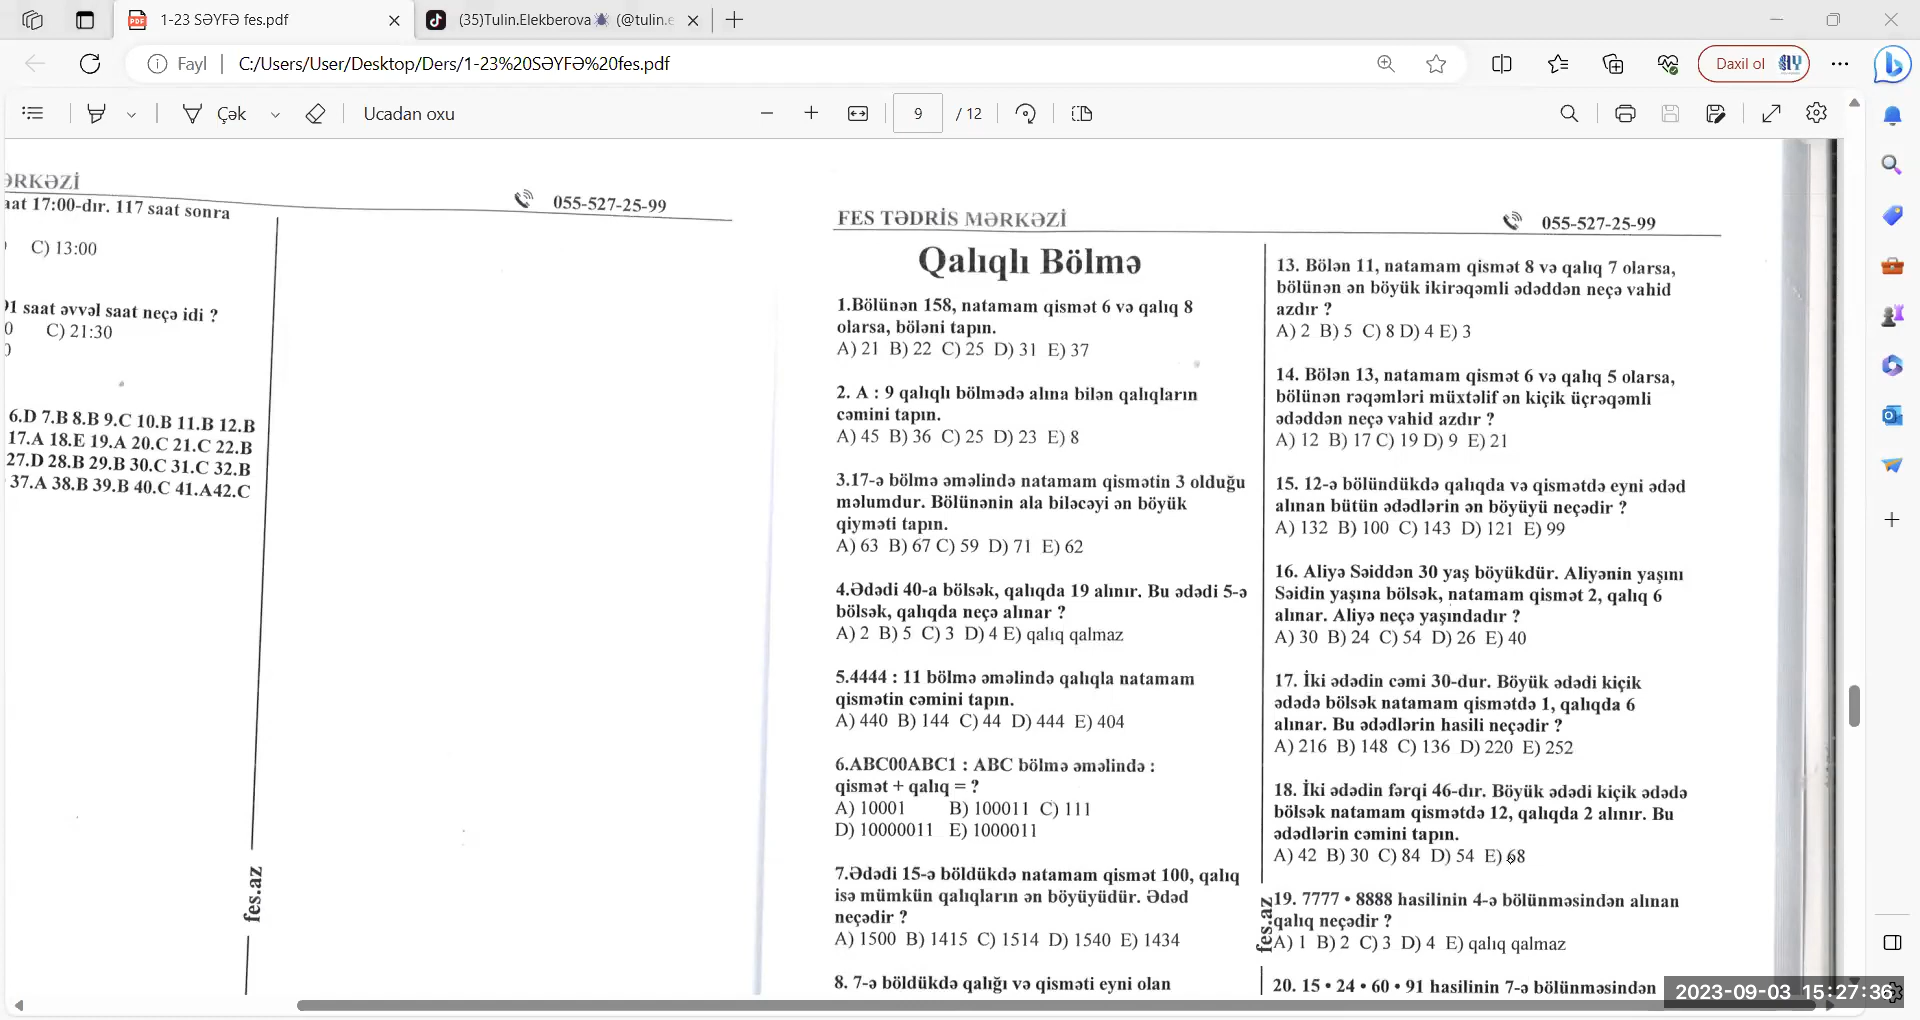 1-23 SƏYFƏ fes.pdf
(35)Tulin.Elekberova🕷 (@tulin.e
Fayl
C:/Users/User/Desktop/Ders/1-23%20SƏYFƏ%20fes.pdf
Daxil ol
Çək
Ucadan oxu
9 / 12
ƏRKƏZİ
055-527-25-99
aat 17:00-dır. 117 saat sonra
C) 13:00
91 saat əvvəl saat neçə idi ?
0 C) 21:30
6.D 7.B 8.B 9.C 10.B 11.B 12.B
17.A 18.E 19.A 20.C 21.C 22.B
27.D 28.B 29.B 30.C 31.C 32.B
37.A 38.B 39.B 40.C 41.A42.C
fes.az
FES TƏDRİS MƏRKƏZİ
055-527-25-99
Qalıqlı Bölmə
1.Bölünən 158, natamam qismət 6 və qalıq 8
olarsa, böləni tapın.
A) 21 B) 22 C) 25 D) 31 E) 37
2. A : 9 qalıqlı bölmədə alına bilən qalıqların
cəmini tapın.
A) 45 B) 36 C) 25 D) 23 E) 8
3.17-ə bölmə əməlində natamam qismətin 3 olduğu
məlumdur. Bölünənin ala biləcəyi ən böyük
qiyməti tapın.
A) 63 B) 67 C) 59 D) 71 E) 62
4.Ədədi 40-a bölsək, qalıqda 19 alınır. Bu ədədi 5-ə
bölsək, qalıqda neçə alınar ?
A) 2 B) 5 C) 3 D) 4 E) qalıq qalmaz
5.4444 : 11 bölmə əməlində qalıqla natamam
qismətin cəmini tapın.
A) 440 B) 144 C) 44 D) 444 E) 404
6.ABC00ABC1 : ABC bölmə əməlində :
qismət + qalıq = ?
A) 10001 B) 100011 C) 111
D) 10000011 E) 1000011
7.Ədədi 15-ə böldükdə natamam qismət 100, qalıq
isə mümkün qalıqların ən böyüyüdür. Ədəd
neçədir ?
A) 1500 B) 1415 C) 1514 D) 1540 E) 1434
8. 7-ə böldükdə qalığı və qisməti eyni olan
13. Bölən 11, natamam qismət 8 və qalıq 7 olarsa,
bölünən ən böyük ikirəqəmli ədəddən neçə vahid
azdır ?
A) 2 B) 5 C) 8 D) 4 E) 3
14. Bölən 13, natamam qismət 6 və qalıq 5 olarsa,
bölünən rəqəmləri müxtəlif ən kiçik üçrəqəmli
ədəddən neçə vahid azdır ?
A) 12 B) 17 C) 19 D) 9 E) 21
15. 12-ə bölündükdə qalıqda və qismətdə eyni ədəd
alınan bütün ədədlərin ən böyüyü neçədir ?
A) 132 B) 100 C) 143 D) 121 E) 99
16. Aliyə Səiddən 30 yaş böyükdür. Aliyənin yaşını
Səidin yaşına bölsək, natamam qismət 2, qalıq 6
alınar. Aliyə neçə yaşındadır ?
A) 30 B) 24 C) 54 D) 26 E) 40
17. İki ədədin cəmi 30-dur. Böyük ədədi kiçik
ədədə bölsək natamam qismətdə 1, qalıqda 6
alınar. Bu ədədlərin hasili neçədir ?
A) 216 B) 148 C) 136 D) 220 E) 252
18. İki ədədin fərqi 46-dır. Böyük ədədi kiçik ədədə
bölsək natamam qismətdə 12, qalıqda 2 alınır. Bu
ədədlərin cəmini tapın.
A) 42 B) 30 C) 84 D) 54 E) 68
19. 7777 • 8888 hasilinin 4-ə bölünməsindən alınan
qalıq neçədir ?
A) 1 B) 2 C) 3 D) 4 E) qalıq qalmaz
20. 15 • 24 • 60 • 91 hasilinin 7-ə bölünməsindən
fes.az
2023-09-03 15:27:36